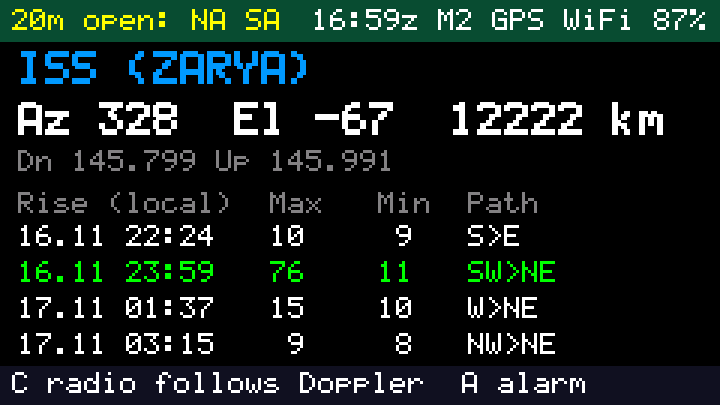 20m open: NA SA 16:59z M2 GPS WiFi 87%
ISS (ZARYA)
Az 328 El -67 12222 km
Dn 145.799 Up 145.991
Rise (local) Max Min Path
16.11 22:24 10 9 S>E
16.11 23:59 76 11 SW>NE
17.11 01:37 15 10 W>NE
17.11 03:15 9 8 NW>NE
C radio follows Doppler A alarm